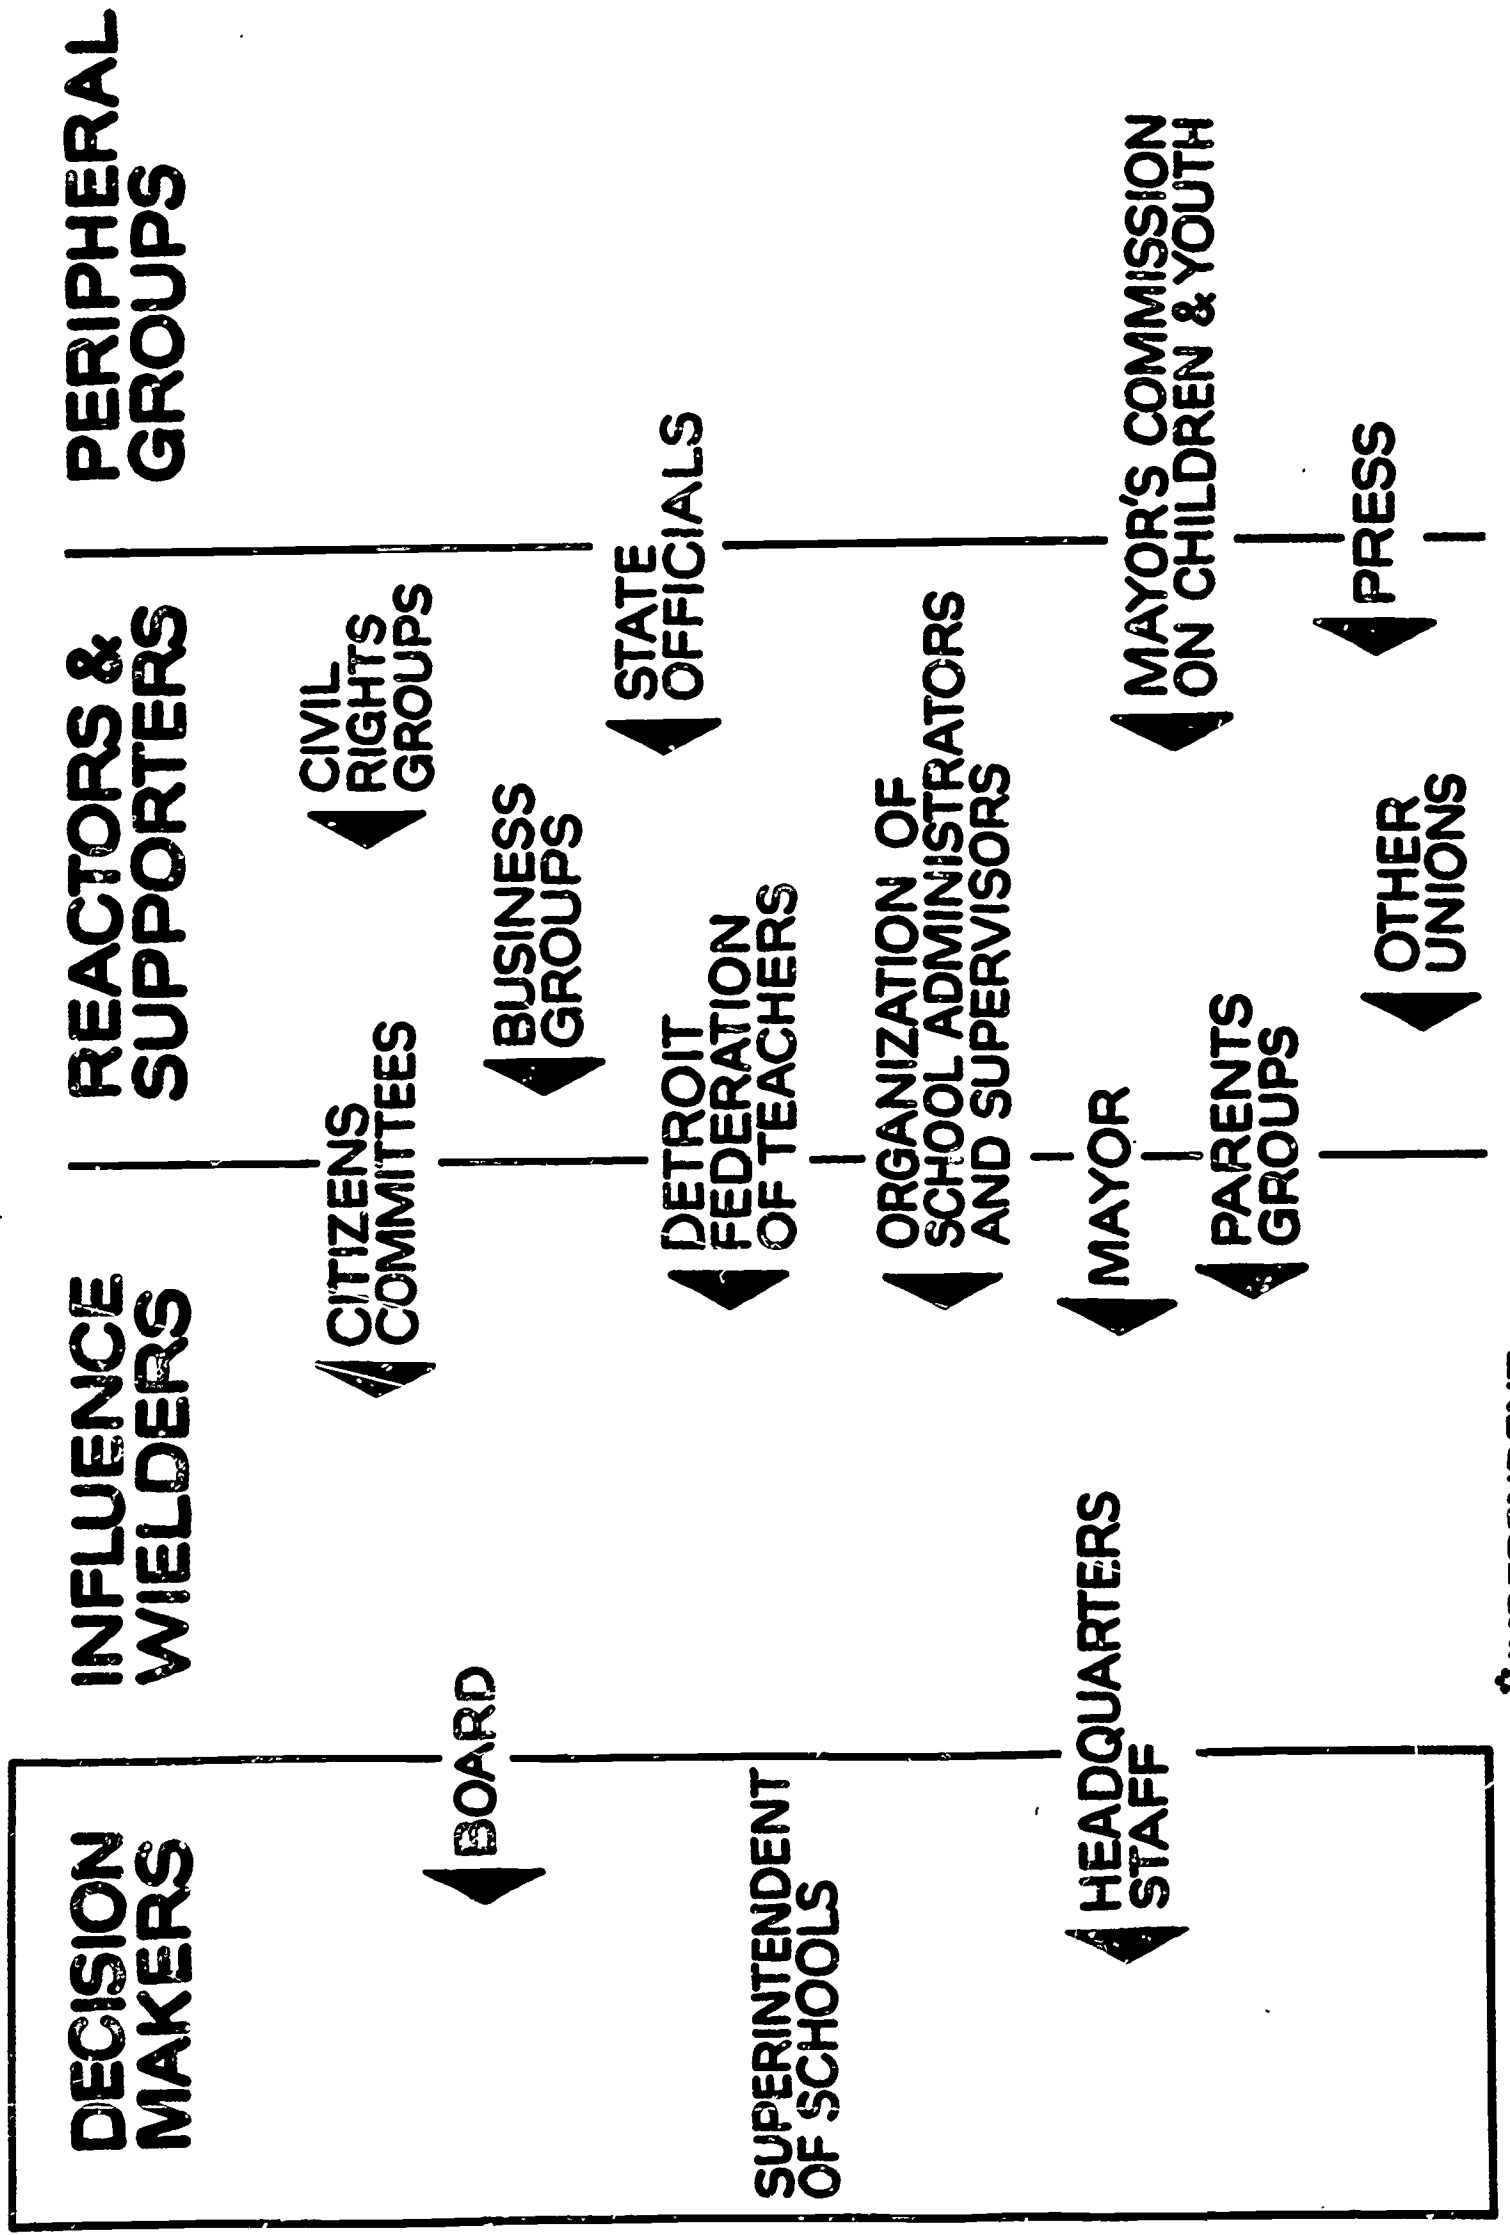 DECISION
MAKERS
INFLUENCE
WIELDERS
REACTORS &
SUPPORTERS
PERIPHERAL
GROUPS
CIVIL
RIGHTS
GROUPS
CITIZENS
COMMITTEES
BOARD
BUSINESS
GROUPS
STATE
OFFICIALS
DETROIT
FEDERATION
OF TEACHERS
SUPERINTENDENT
OF SCHOOLS
ORGANIZATION OF
SCHOOL ADMINISTRATORS
AND SUPERVISORS
HEADQUARTERS
STAFF
MAYOR
MAYOR'S COMMISSION
ON CHILDREN & YOUTH
PARENTS
GROUPS
PRESS
OTHER
UNIONS